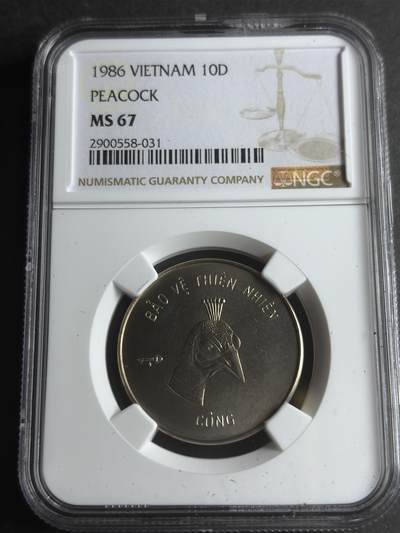 1986 VIETNAM 10D
PEACOCK
MS 67
2900558-031
NUMISMATIC GUARANTY COMPANY
NGC®
BẢO VỆ THIÊN NHIÊN
CÔNG